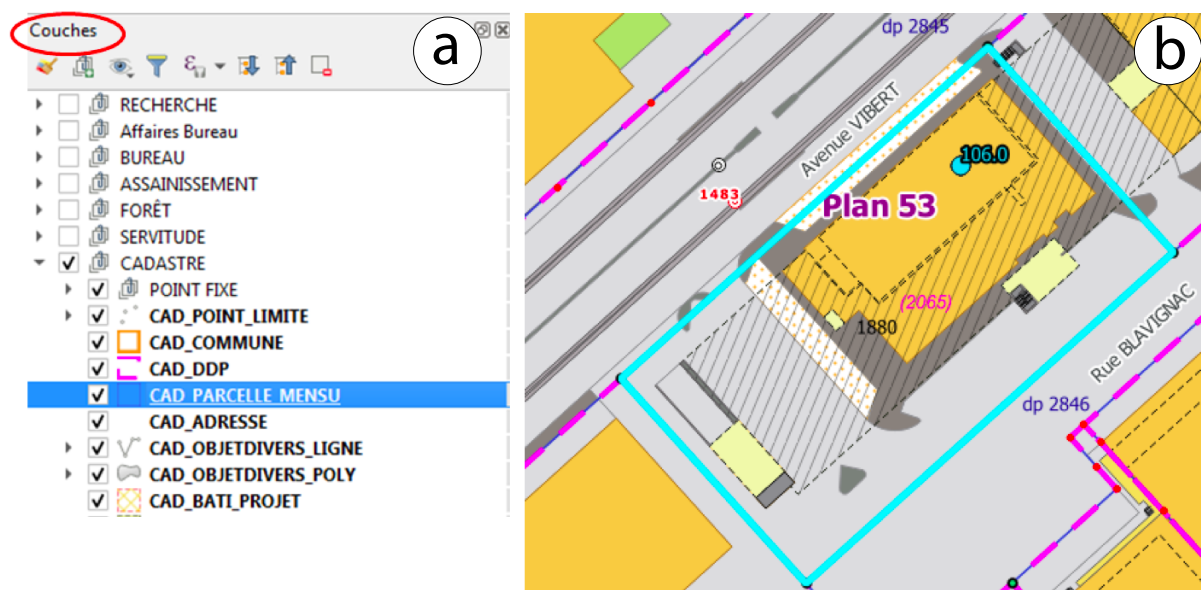 Couches
a
RECHERCHE
Affaires Bureau
BUREAU
ASSAINISSEMENT
FORÊT
SERVITUDE
CADASTRE
POINT FIXE
CAD_POINT_LIMITE
CAD_COMMUNE
CAD_DDP
CAD_PARCELLE_MENSU
CAD_ADRESSE
CAD_OBJETDIVERS_LIGNE
CAD_OBJETDIVERS_POLY
CAD_BATI_PROJET
b
dp 2845
Avenue VIBERT
106.0
1483
Plan 53
(2065)
1880
Rue BLAVIGNAC
dp 2846